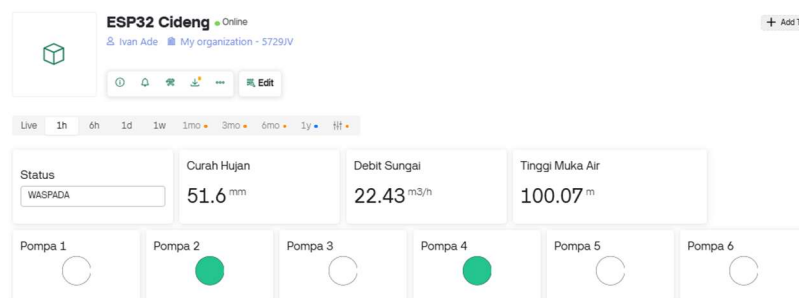 ESP32 Cideng Online
+ Add T
Ivan Ade My organization - 5729JV
Edit
Live 1h 6h 1d 1w 1mo 3mo 6mo 1y
Status
WASPADA
Curah Hujan
51.6 mm
Debit Sungai
22.43 m3/h
Tinggi Muka Air
100.07 m
Pompa 1 Pompa 2 Pompa 3 Pompa 4 Pompa 5 Pompa 6